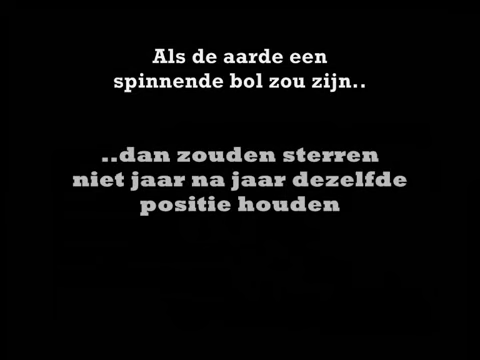 Als de aarde een
spinnende bol zou zijn..
..dan zouden sterren
niet jaar na jaar dezelfde
positie houden